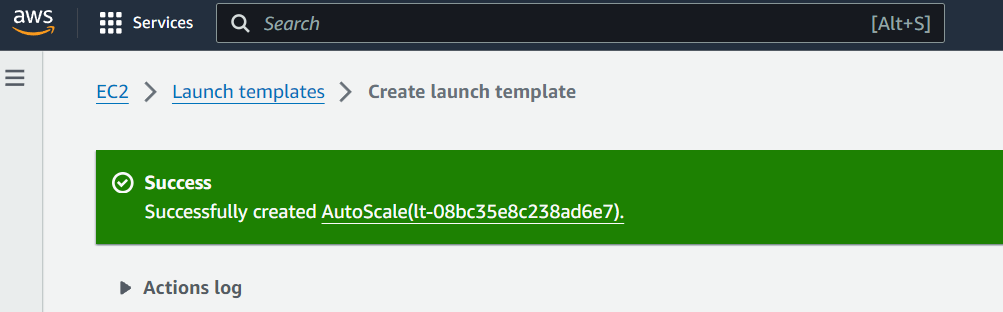 aws
Services
Search [Alt+S]
EC2 Launch templates Create launch template
Success
Successfully created AutoScale(lt-08bc35e8c238ad6e7).
Actions log